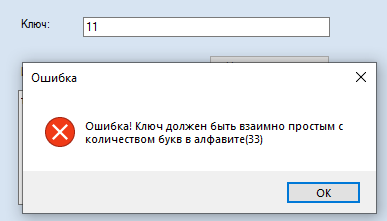 Ключ:
11
Ошибка
Ошибка! Ключ должен быть взаимно простым с
количеством букв в алфавите(33)
OK